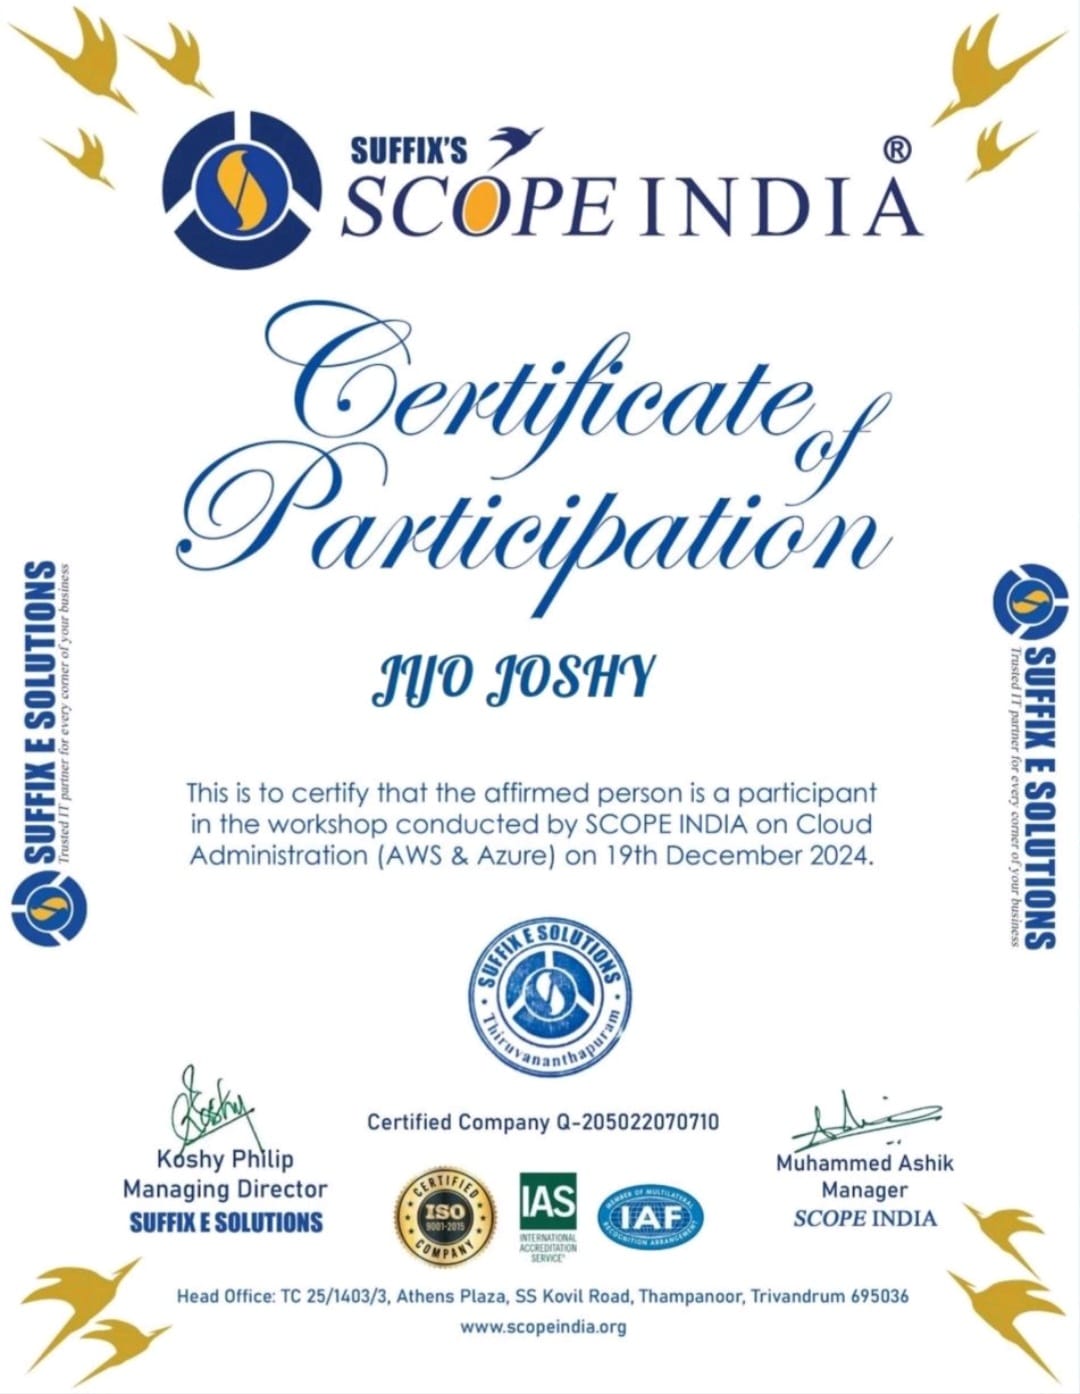 SUFFIX'S
SCOPE INDIA ®
Certificate of
Participation
JIJO JOSHY
This is to certify that the affirmed person is a participant
in the workshop conducted by SCOPE INDIA on Cloud
Administration (AWS & Azure) on 19th December 2024.
SUFFIX E SOLUTIONS
Trusted IT partner for every corner of your business
SUFFIX E SOLUTIONS
Trusted IT partner for every corner of your business
SUFFIX E SOLUTIONS
Thiruvananthapuram
Koshy
Koshy Philip
Managing Director
SUFFIX E SOLUTIONS
Certified Company Q-205022070710
CERTIFIED
ISO
9001-2015
COMPANY
IAS
INTERNATIONAL
ACCREDITATION
SERVICE®
MEMBER OF MULTILATERAL
IAF
RECOGNITION ARRANGEMENT
Muhammed Ashik
Manager
SCOPE INDIA
Head Office: TC 25/1403/3, Athens Plaza, SS Kovil Road, Thampanoor, Trivandrum 695036
www.scopeindia.org